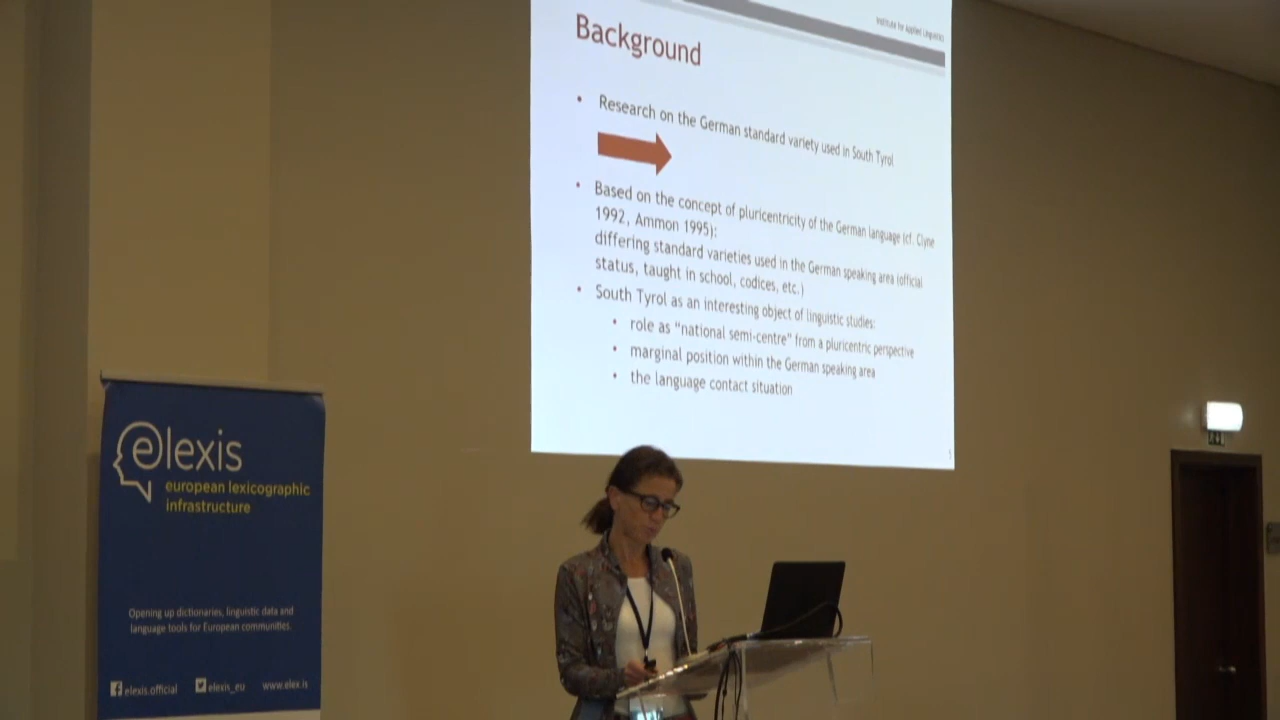 Institute for Applied Linguistics
Background
• Research on the German standard variety used in South Tyrol
• Based on the concept of pluricentricity of the German language (cf. Clyne
1992, Ammon 1995):
differing standard varieties used in the German speaking area (official
status, taught in school, codices, etc.)
• South Tyrol as an interesting object of linguistic studies:
• role as “national semi-centre” from a pluricentric perspective
• marginal position within the German speaking area
• the language contact situation
elexis
european lexicographic
infrastructure
Opening up dictionaries, linguistic data and
language tools for European communities.
elexis.official elexis_eu www.elex.is